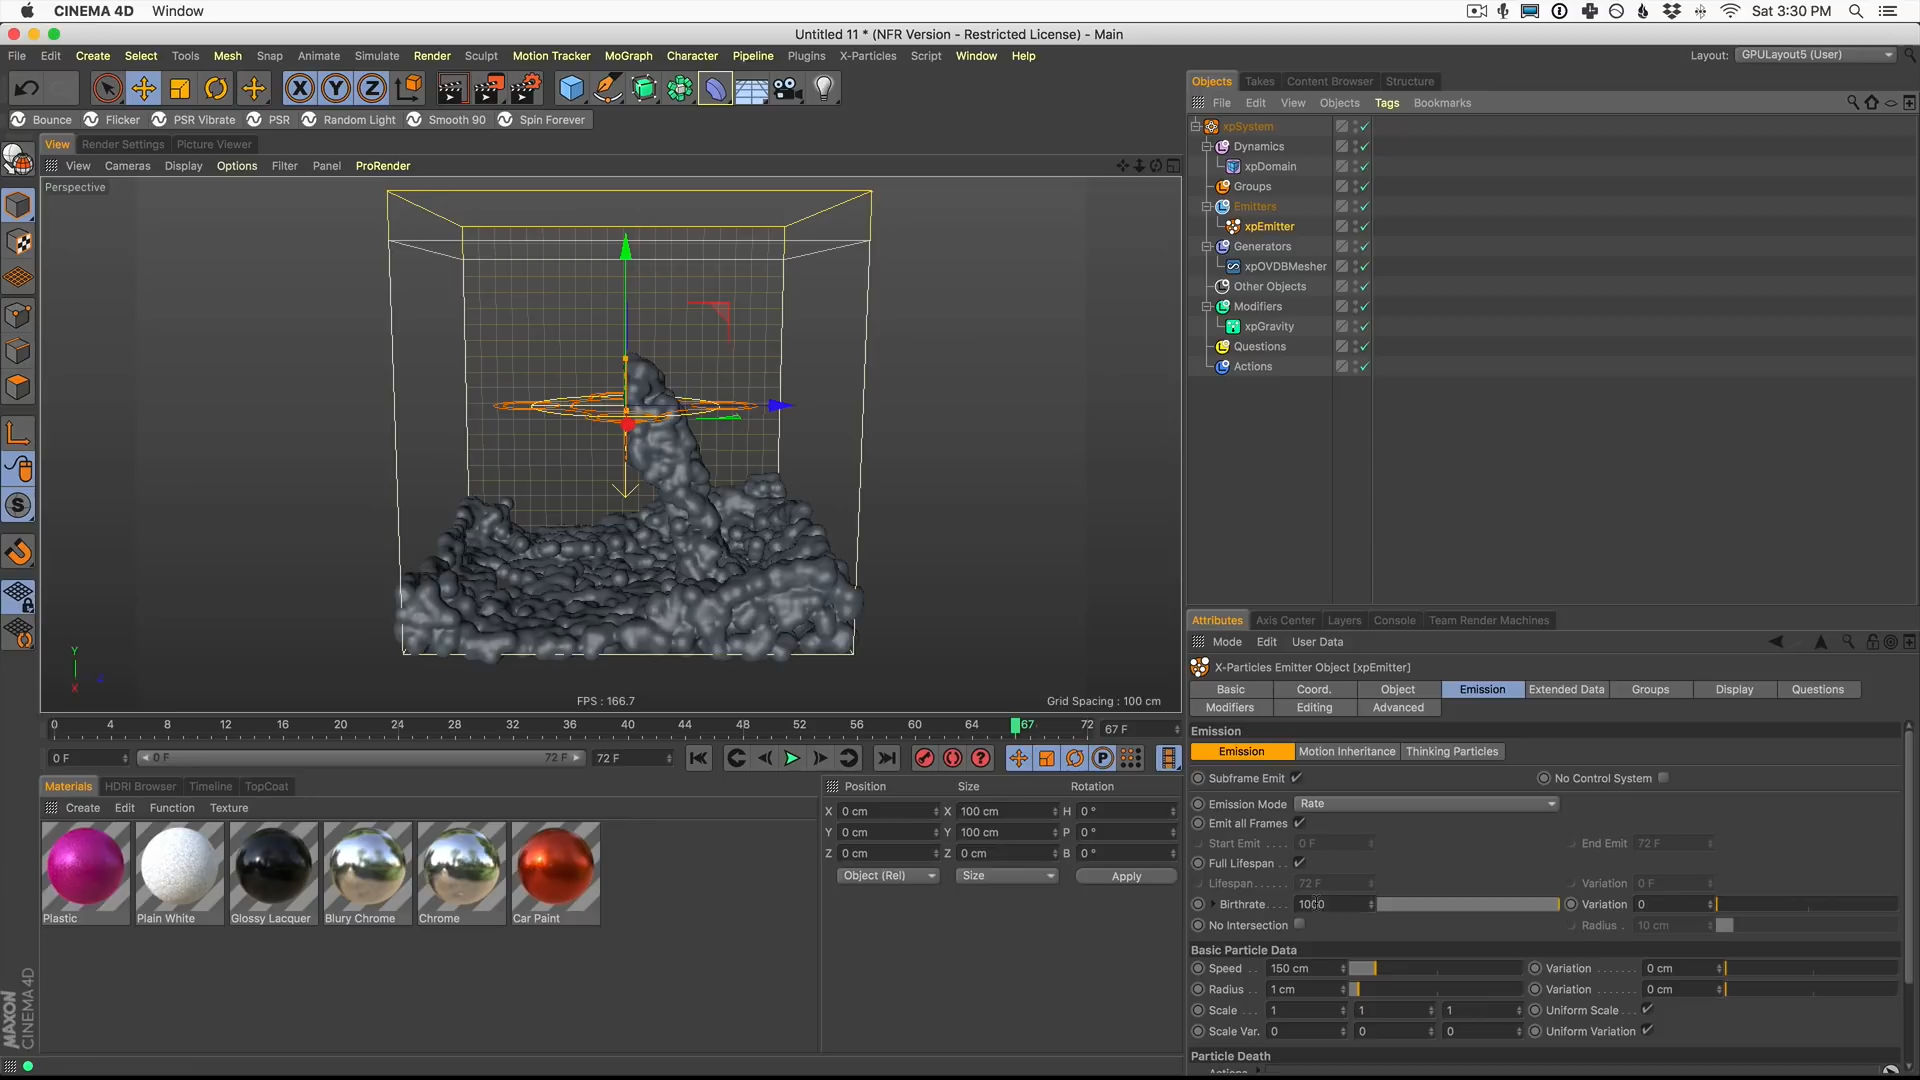 CINEMA 4D Window Sat 3:30 PM
Untitled 11 * (NFR Version - Restricted License) - Main
File Edit Create Select Tools Mesh Snap Animate Simulate Render Sculpt Motion Tracker MoGraph Character Pipeline Plugins X-Particles Script Window Help Layout: GPULayout5 (User)
X Y Z
Objects Takes Content Browser Structure
File Edit View Objects Tags Bookmarks
Bounce Flicker PSR Vibrate PSR Random Light Smooth 90 Spin Forever
View Render Settings Picture Viewer
View Cameras Display Options Filter Panel ProRender
Perspective
xpSystem
Dynamics
xpDomain
Groups
Emitters
xpEmitter
Generators
xpOVDBMesher
Other Objects
Modifiers
xpGravity
Questions
Actions
Y
X Z
FPS : 166.7 Grid Spacing : 100 cm
0 4 8 12 16 20 24 28 32 36 40 44 48 52 56 60 64 67 72 67 F
0 F 0 F 72 F 72 F P
Materials HDRI Browser Timeline TopCoat
Create Edit Function Texture
Plastic Plain White Glossy Lacquer Blury Chrome Chrome Car Paint
Position Size Rotation
X 0 cm X 100 cm H 0 °
Y 0 cm Y 100 cm P 0 °
Z 0 cm Z 0 cm B 0 °
Object (Rel) Size Apply
Attributes Axis Center Layers Console Team Render Machines
Mode Edit User Data
X-Particles Emitter Object [xpEmitter]
Basic Coord. Object Emission Extended Data Groups Display Questions
Modifiers Editing Advanced
Emission
Emission Motion Inheritance Thinking Particles
Subframe Emit No Control System
Emission Mode Rate
Emit all Frames
Start Emit . . . . 0 F End Emit 72 F
Full Lifespan . .
Lifespan . . . . . . 72 F Variation 0 F
Birthrate . . . . 1000 Variation 0
No Intersection Radius . 10 cm
Basic Particle Data
Speed . . 150 cm Variation . . . . . . . 0 cm
Radius . . 1 cm Variation . . . . . . . 0 cm
Scale . . . 1 1 1 Uniform Scale . .
Scale Var. 0 0 0 Uniform Variation
Particle Death
MAXON
CINEMA 4D